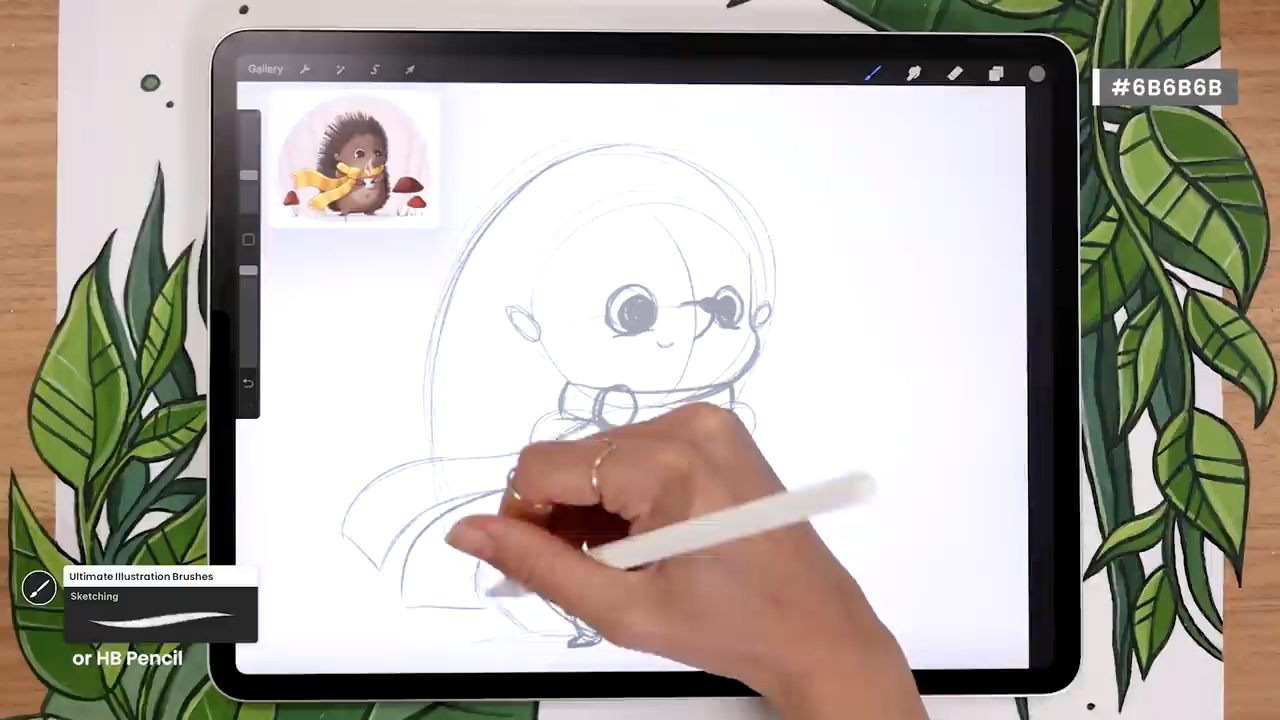 Gallery
#6B6B6B
Ultimate Illustration Brushes
Sketching
or HB Pencil